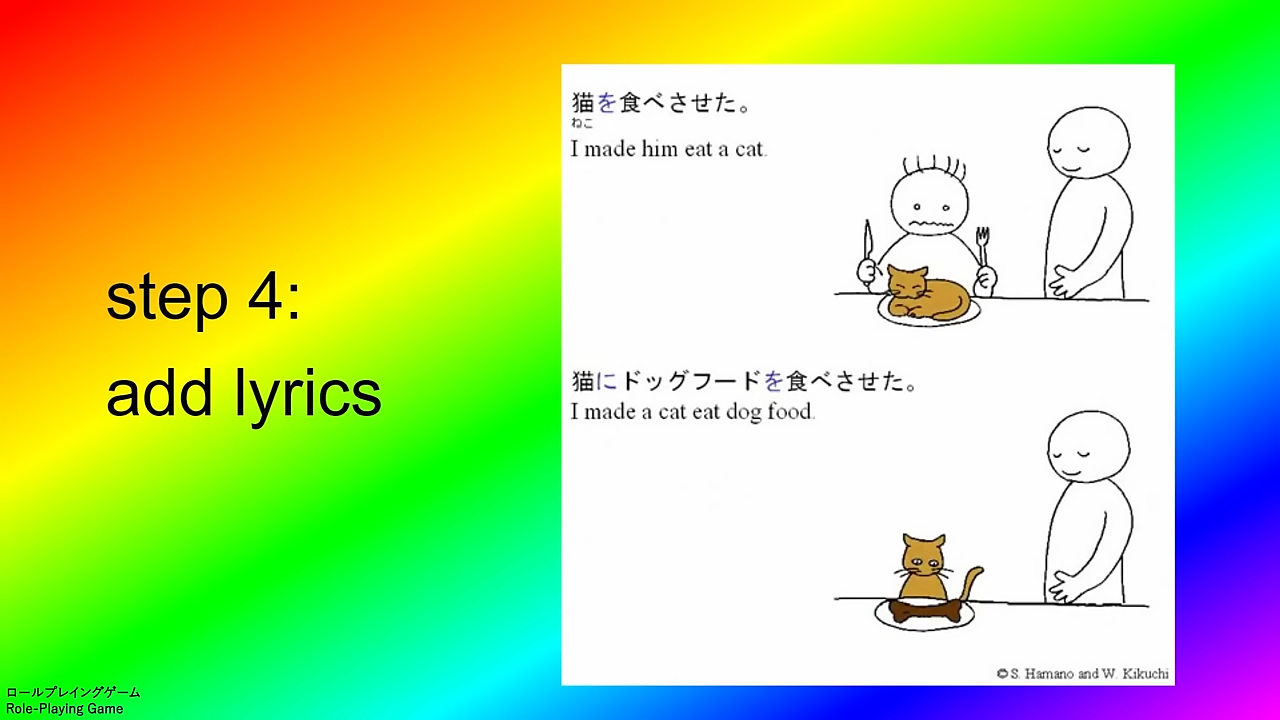 step 4:
add lyrics
猫を食べさせた。
ねこ
I made him eat a cat.
猫にドッグフードを食べさせた。
I made a cat eat dog food.
© S. Hamano and W. Kikuchi
ロールプレイングゲーム
Role-Playing Game